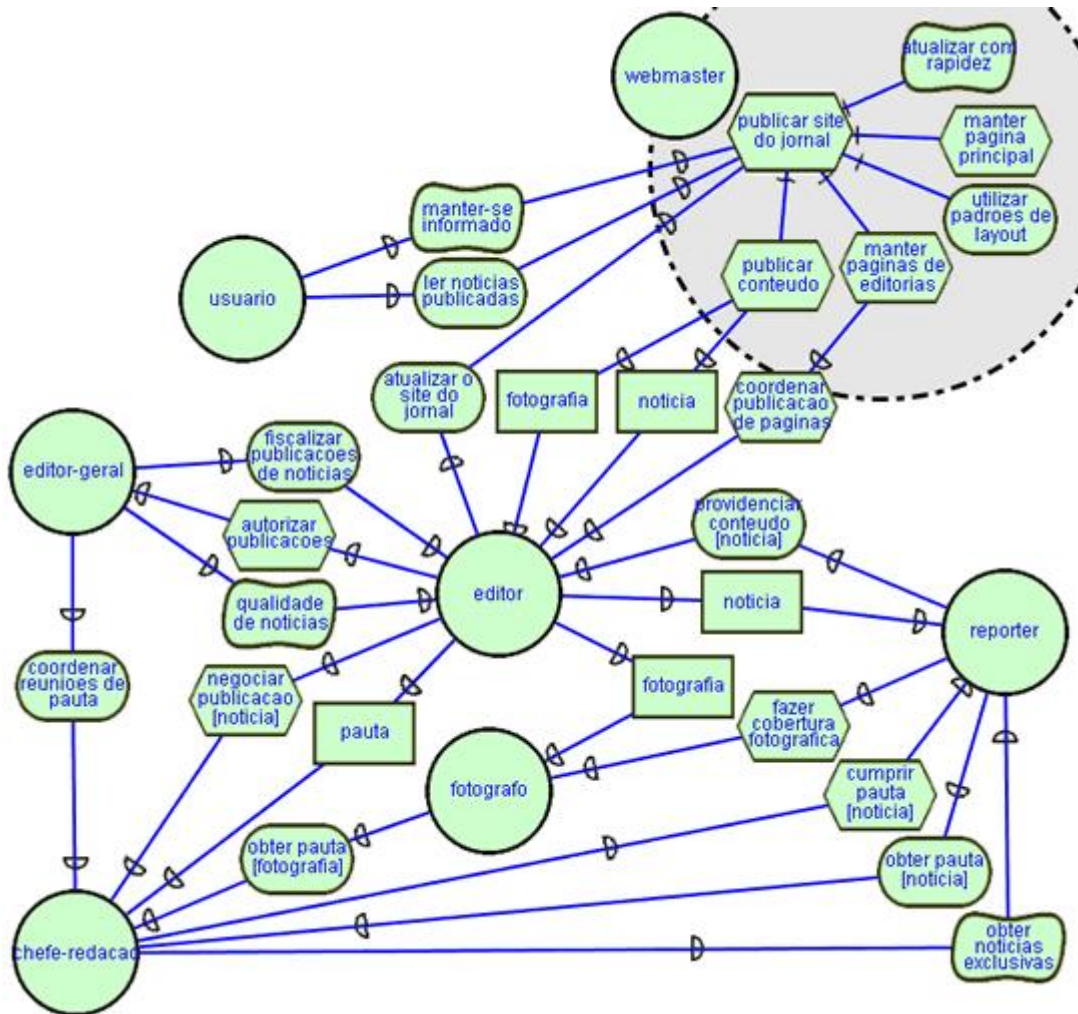 atualizar com
rapidez
webmaster
publicar site
do jornal
manter
pagina
principal
manter-se
informado
utilizar
padroes de
layout
usuario
ler noticias
publicadas
publicar
conteudo
manter
paginas de
editorias
atualizar o
site do
jornal
fotografia
noticia
coordenar
publicacao
de paginas
editor-geral
fiscalizar
publicacoes
de noticias
autorizar
publicacoes
qualidade
de noticias
editor
providenciar
conteudo
[noticia]
noticia
reporter
coordenar
reunioes de
pauta
negociar
publicacao
[noticia]
pauta
fotografia
fazer
cobertura
fotografica
fotografo
cumprir
pauta
[noticia]
obter pauta
[fotografia]
obter pauta
[noticia]
chefe-redacao
obter
noticias
exclusivas